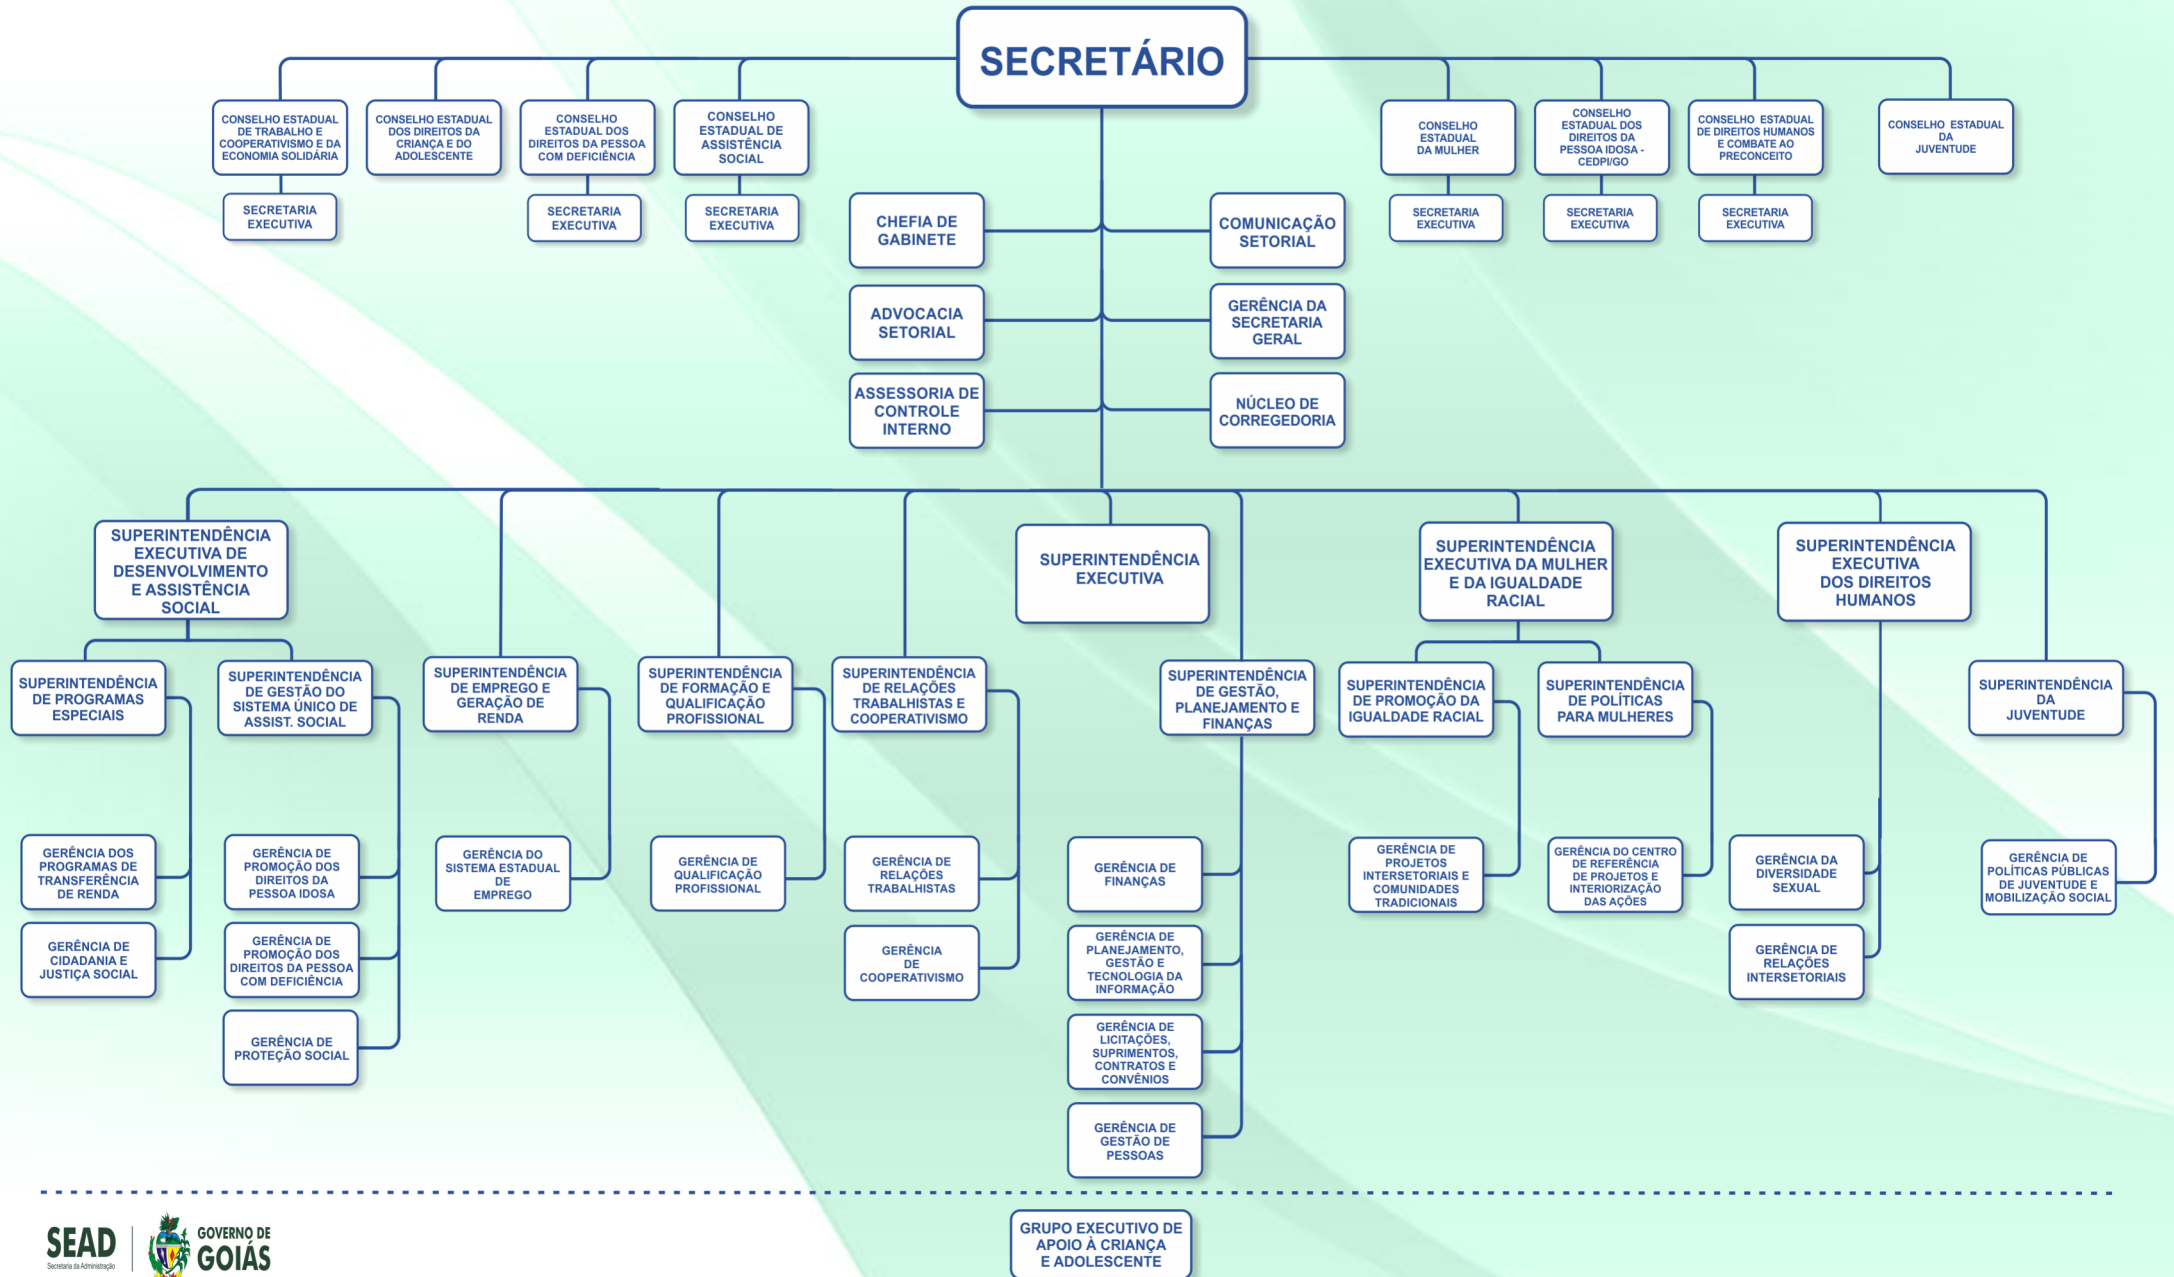 SECRETÁRIO
CONSELHO ESTADUAL
DE TRABALHO E
COOPERATIVISMO E DA
ECONOMIA SOLIDÁRIA
CONSELHO ESTADUAL
DOS DIREITOS DA
CRIANÇA E DO
ADOLESCENTE
CONSELHO
ESTADUAL DOS
DIREITOS DA PESSOA
COM DEFICIÊNCIA
CONSELHO
ESTADUAL DE
ASSISTÊNCIA
SOCIAL
CONSELHO
ESTADUAL
DA MULHER
CONSELHO
ESTADUAL DOS
DIREITOS DA
PESSOA IDOSA -
CEDPI/GO
CONSELHO ESTADUAL
DE DIREITOS HUMANOS
E COMBATE AO
PRECONCEITO
CONSELHO ESTADUAL
DA
JUVENTUDE
SECRETARIA
EXECUTIVA
SECRETARIA
EXECUTIVA
SECRETARIA
EXECUTIVA
SECRETARIA
EXECUTIVA
SECRETARIA
EXECUTIVA
SECRETARIA
EXECUTIVA
CHEFIA DE
GABINETE
COMUNICAÇÃO
SETORIAL
ADVOCACIA
SETORIAL
GERÊNCIA DA
SECRETARIA
GERAL
ASSESSORIA DE
CONTROLE
INTERNO
NÚCLEO DE
CORREGEDORIA
SUPERINTENDÊNCIA
EXECUTIVA DE
DESENVOLVIMENTO
E ASSISTÊNCIA
SOCIAL
SUPERINTENDÊNCIA
EXECUTIVA
SUPERINTENDÊNCIA
EXECUTIVA DA MULHER
E DA IGUALDADE
RACIAL
SUPERINTENDÊNCIA
EXECUTIVA
DOS DIREITOS
HUMANOS
SUPERINTENDÊNCIA
DE PROGRAMAS
ESPECIAIS
SUPERINTENDÊNCIA
DE GESTÃO DO
SISTEMA ÚNICO DE
ASSIST. SOCIAL
SUPERINTENDÊNCIA
DE EMPREGO E
GERAÇÃO DE
RENDA
SUPERINTENDÊNCIA
DE FORMAÇÃO E
QUALIFICAÇÃO
PROFISSIONAL
SUPERINTENDÊNCIA
DE RELAÇÕES
TRABALHISTAS E
COOPERATIVISMO
SUPERINTENDÊNCIA
DE GESTÃO,
PLANEJAMENTO E
FINANÇAS
SUPERINTENDÊNCIA
DE PROMOÇÃO DA
IGUALDADE RACIAL
SUPERINTENDÊNCIA
DE POLÍTICAS
PARA MULHERES
SUPERINTENDÊNCIA
DA
JUVENTUDE
GERÊNCIA DOS
PROGRAMAS DE
TRANSFERÊNCIA
DE RENDA
GERÊNCIA DE
PROMOÇÃO DOS
DIREITOS DA
PESSOA IDOSA
GERÊNCIA DO
SISTEMA ESTADUAL
DE
EMPREGO
GERÊNCIA DE
QUALIFICAÇÃO
PROFISSIONAL
GERÊNCIA DE
RELAÇÕES
TRABALHISTAS
GERÊNCIA DE
FINANÇAS
GERÊNCIA DE
PROJETOS
INTERSETORIAIS E
COMUNIDADES
TRADICIONAIS
GERÊNCIA DO CENTRO
DE REFERÊNCIA
DE PROJETOS E
INTERIORIZAÇÃO
DAS AÇÕES
GERÊNCIA DA
DIVERSIDADE
SEXUAL
GERÊNCIA DE
POLÍTICAS PÚBLICAS
DE JUVENTUDE E
MOBILIZAÇÃO SOCIAL
GERÊNCIA DE
CIDADANIA E
JUSTIÇA SOCIAL
GERÊNCIA DE
PROMOÇÃO DOS
DIREITOS DA PESSOA
COM DEFICIÊNCIA
GERÊNCIA
DE
COOPERATIVISMO
GERÊNCIA DE
PLANEJAMENTO,
GESTÃO E
TECNOLOGIA DA
INFORMAÇÃO
GERÊNCIA DE
RELAÇÕES
INTERSETORIAIS
GERÊNCIA DE
PROTEÇÃO SOCIAL
GERÊNCIA DE
LICITAÇÕES,
SUPRIMENTOS,
CONTRATOS E
CONVÊNIOS
GERÊNCIA DE
GESTÃO DE
PESSOAS
GRUPO EXECUTIVO DE
APOIO À CRIANÇA
E ADOLESCENTE
SEAD
Secretaria da Administração
GOVERNO DE
GOIÁS